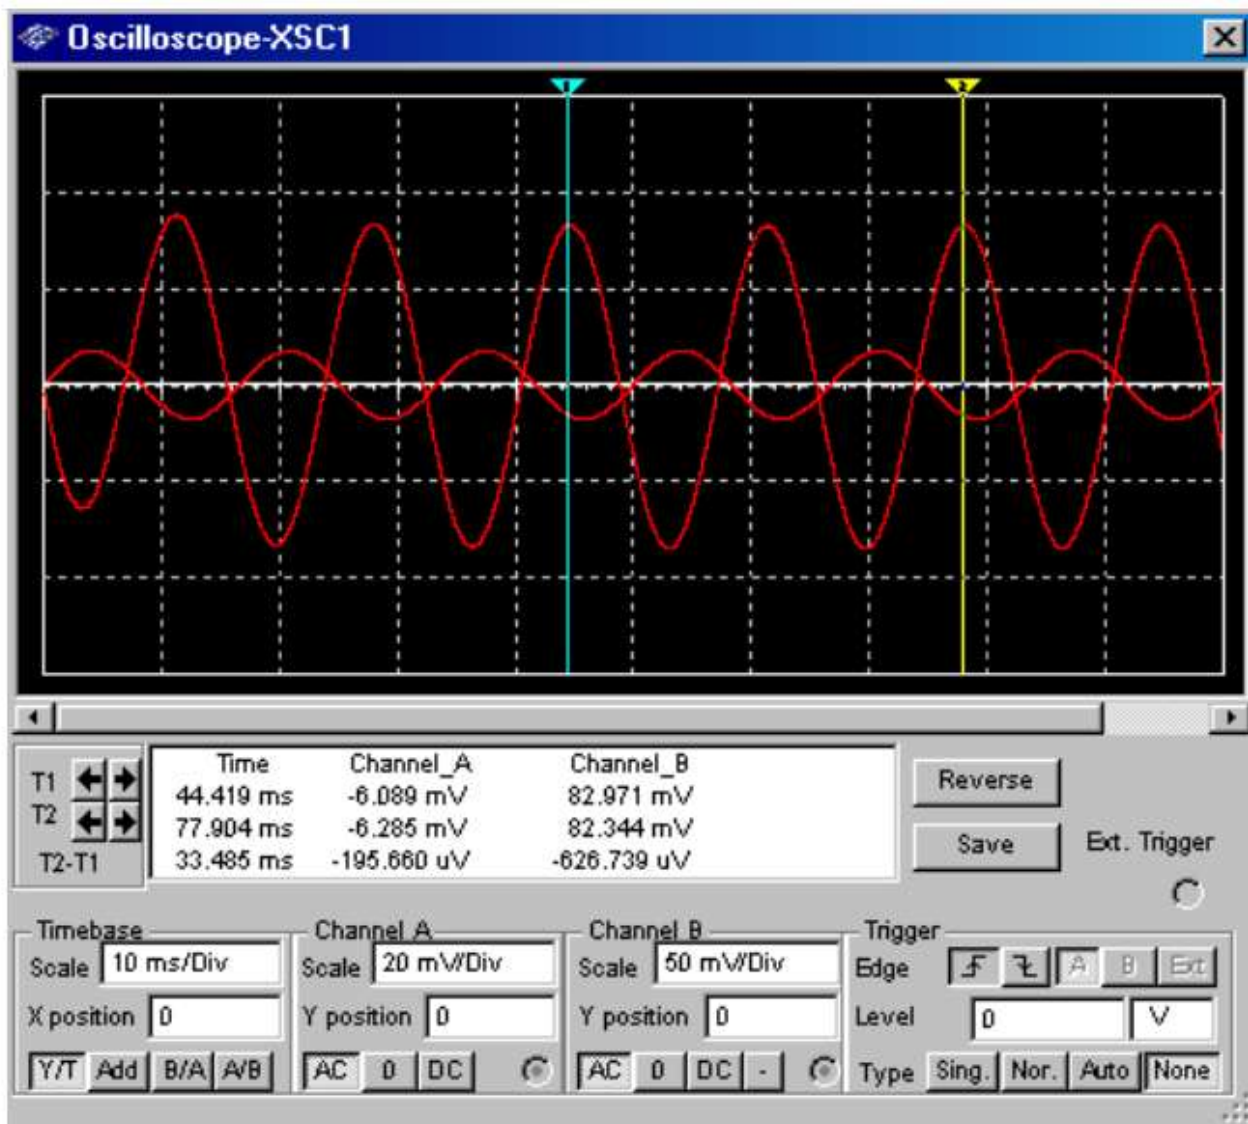 Oscilloscope-XSC1
1 2
Time Channel_A Channel_B
T1 44.419 ms -6.089 mV 82.971 mV
T2 77.904 ms -6.285 mV 82.344 mV
T2-T1 33.485 ms -195.660 uV -626.739 uV
Reverse
Save
Ext. Trigger
Timebase
Scale 10 ms/Div
X position 0
Y/T Add B/A A/B
Channel A
Scale 20 mV/Div
Y position 0
AC 0 DC
Channel B
Scale 50 mV/Div
Y position 0
AC 0 DC -
Trigger
Edge A B Ext
Level 0 V
Type Sing. Nor. Auto None